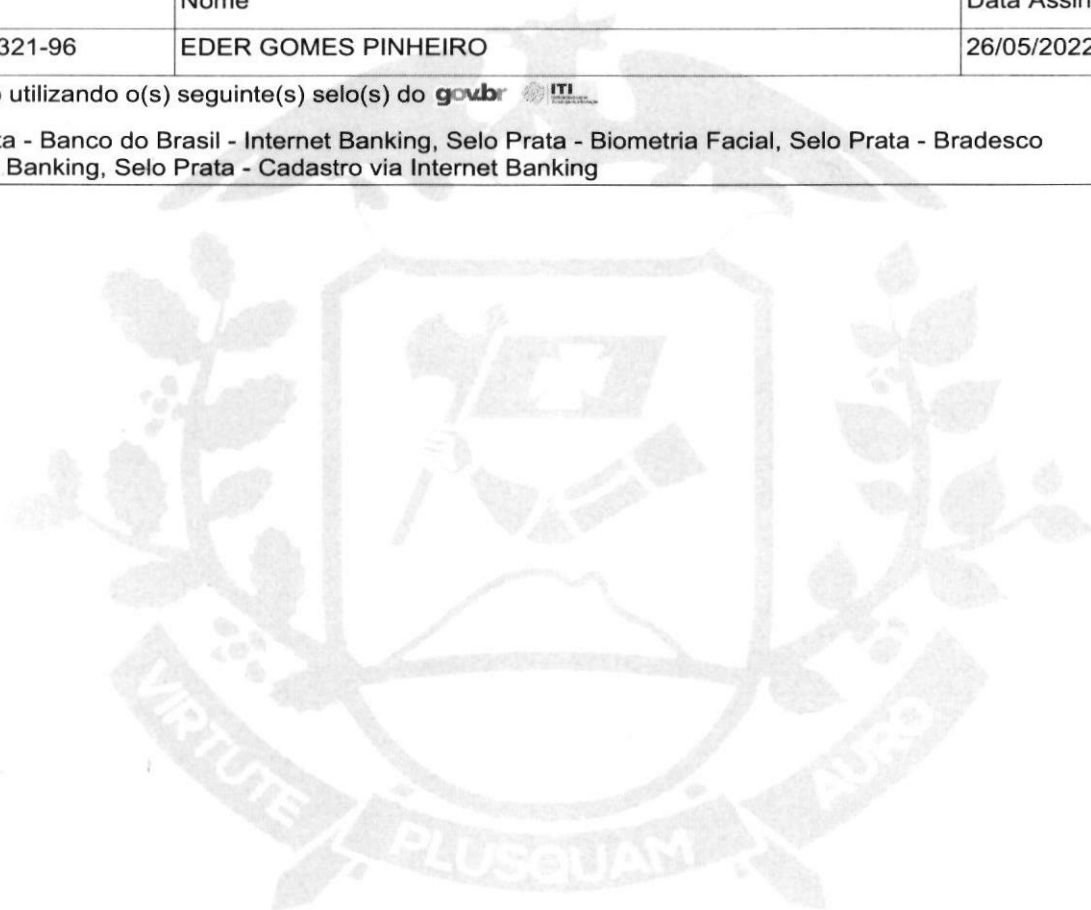 Nome Data Assin
321-96 EDER GOMES PINHEIRO 26/05/2022
utilizando o(s) seguinte(s) selo(s) do gov.br ITI
ta - Banco do Brasil - Internet Banking, Selo Prata - Biometria Facial, Selo Prata - Bradesco
Banking, Selo Prata - Cadastro via Internet Banking
VIRTUTE PLUSQUAM AURO